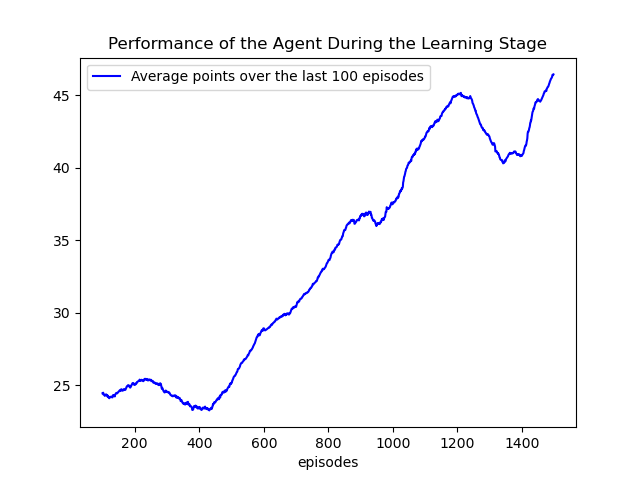 Performance of the Agent During the Learning Stage
Average points over the last 100 episodes
45
40
35
30
25
200 400 600 800 1000 1200 1400
episodes